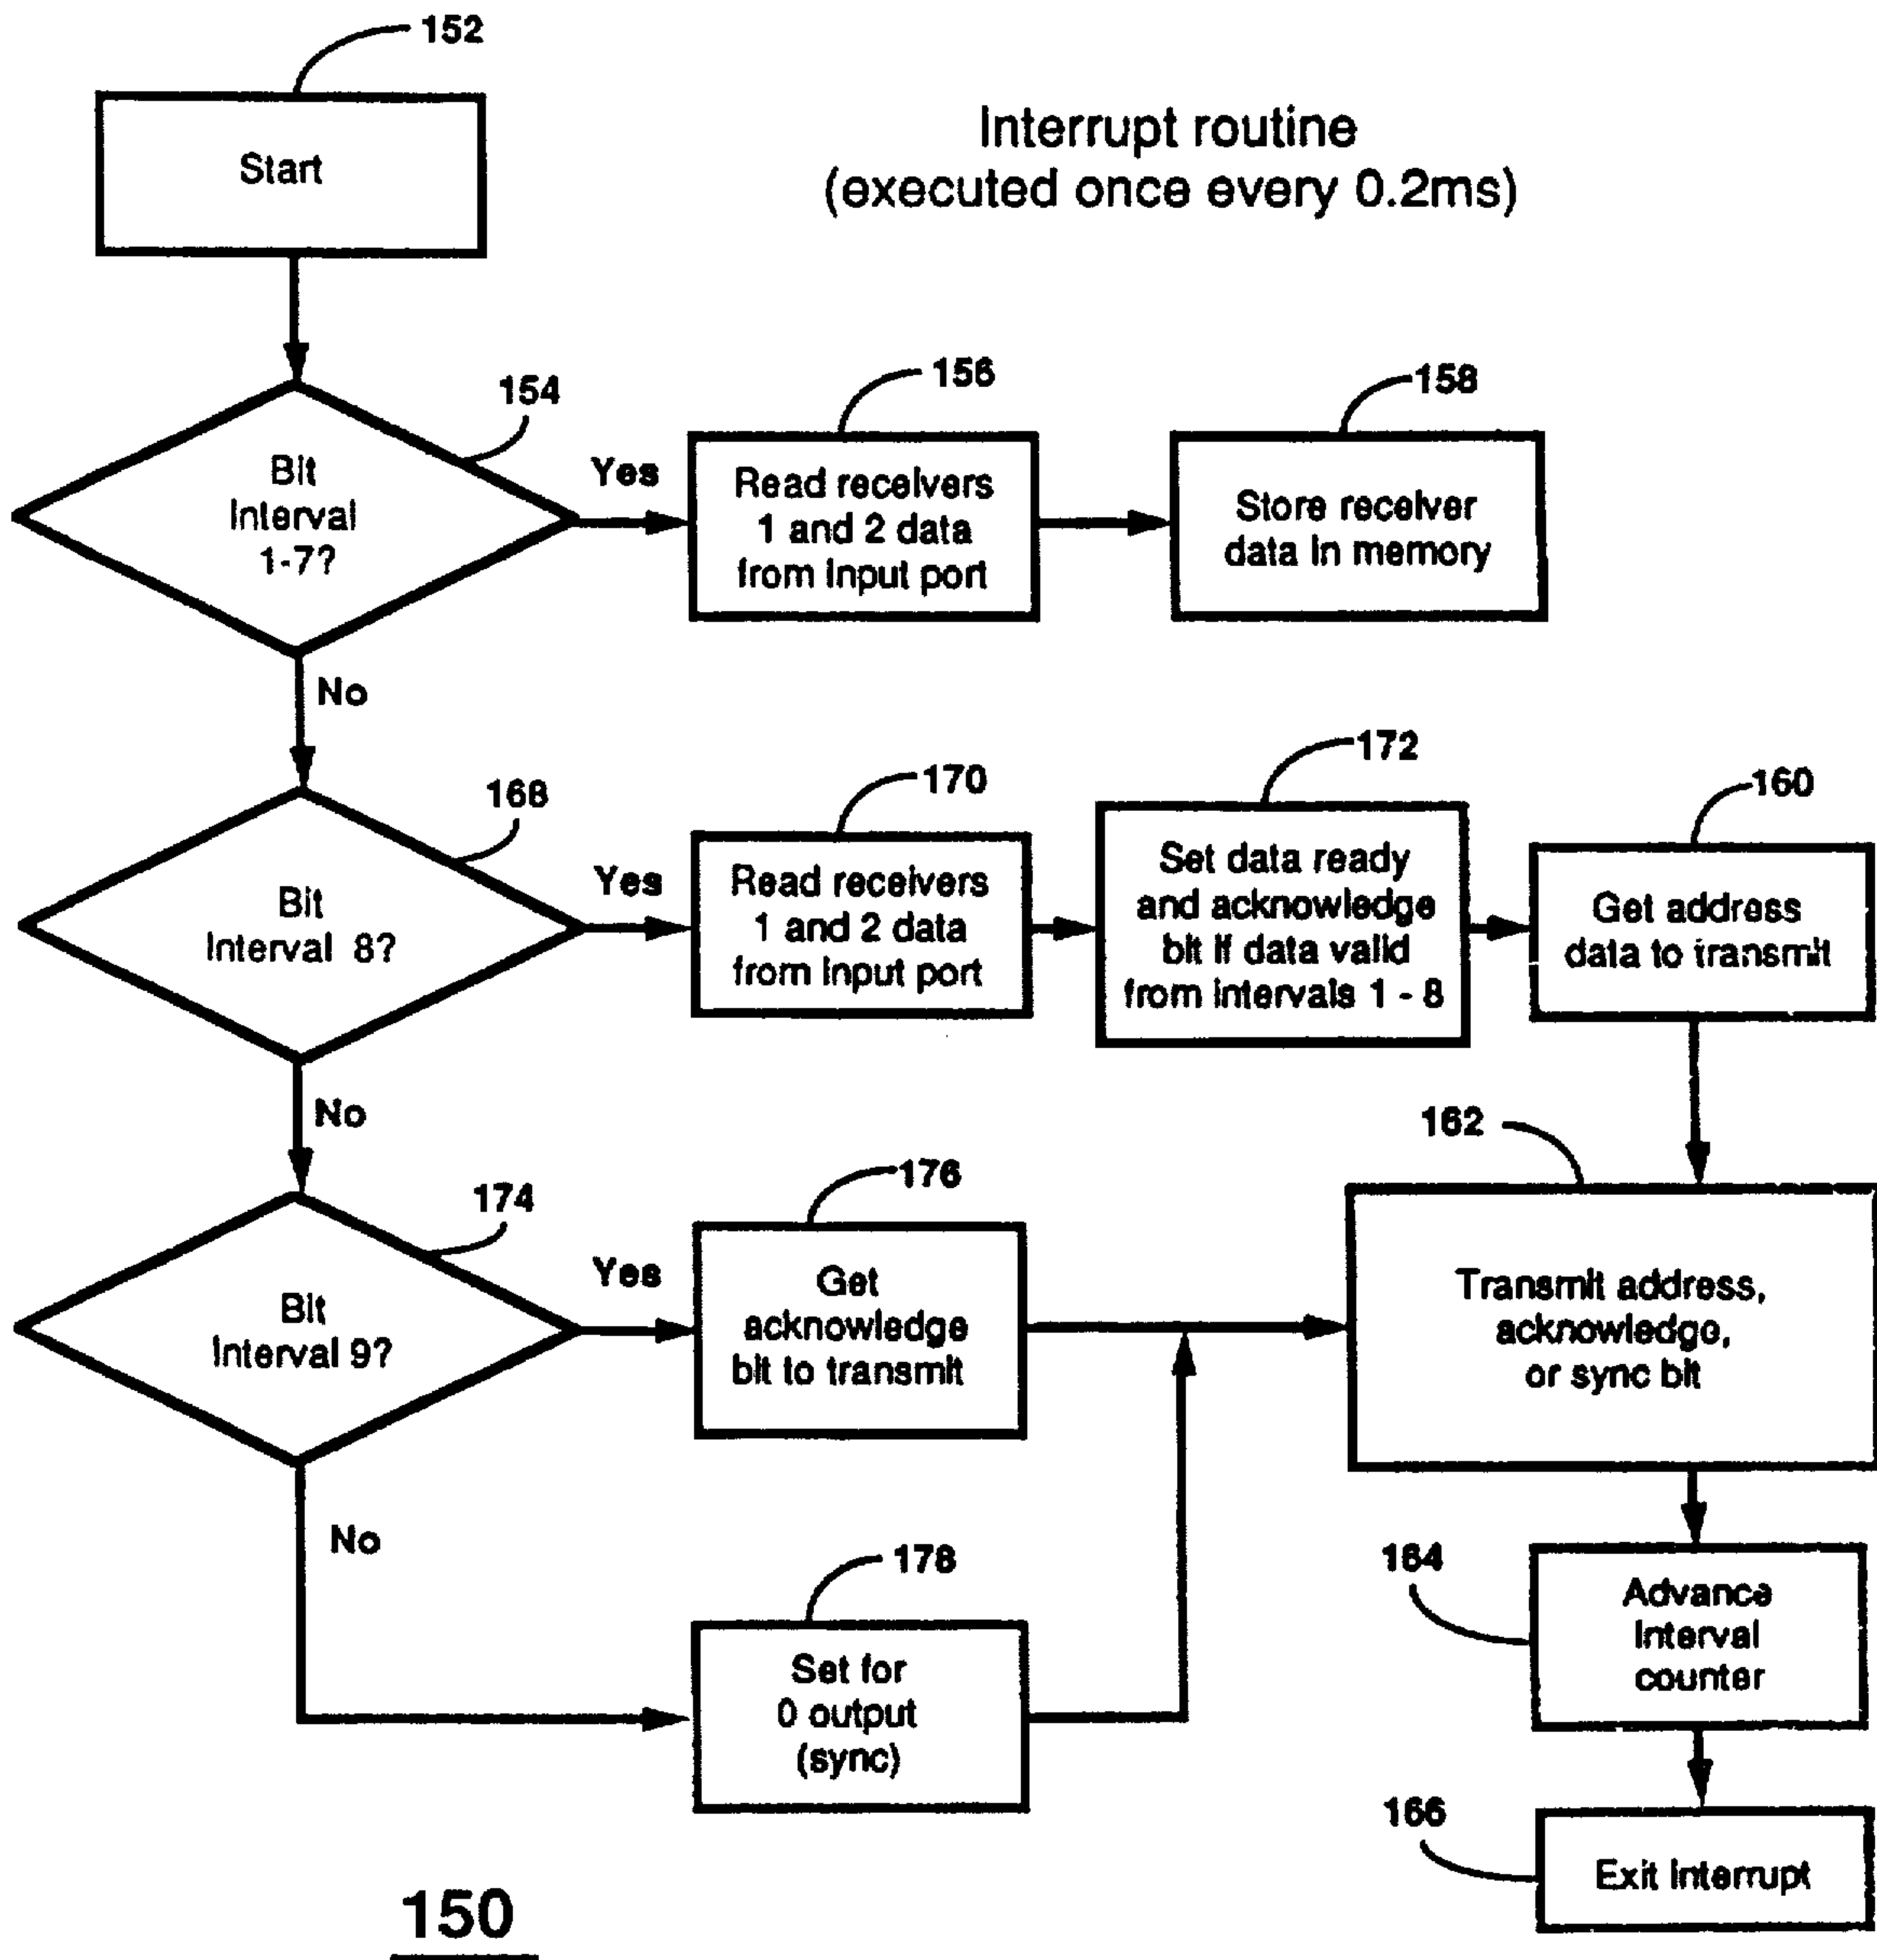 152
Start
Interrupt routine
(executed once every 0.2ms)
154
Bit
Interval
1-7?
Yes
156
Read receivers
1 and 2 data
from Input port
158
Store receiver
data in memory
No
168
Bit
Interval 8?
Yes
170
Read receivers
1 and 2 data
from Input port
172
Set data ready
and acknowledge
bit if data valid
from intervals 1 - 8
160
Get address
data to transmit
No
174
Bit
Interval 9?
Yes
176
Get
acknowledge
bit to transmit
162
Transmit address,
acknowledge,
or sync bit
No
178
Set for
0 output
(sync)
164
Advance
Interval
counter
166
Exit Interrupt
150